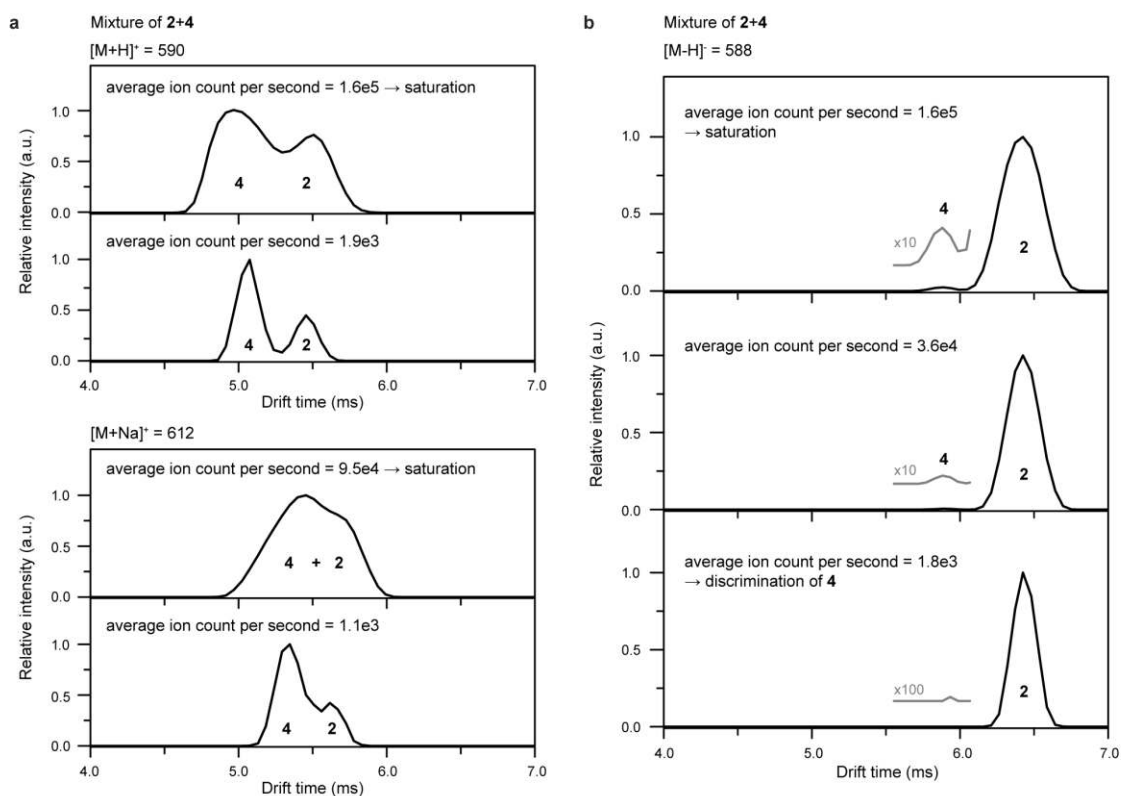 a
Mixture of 2+4
[M+H]⁺ = 590
average ion count per second = 1.6e5 → saturation
Relative intensity (a.u.)
1.0
0.5
0.0
4
2
average ion count per second = 1.9e3
1.0
0.5
0.0
4
2
4.0 5.0 6.0 7.0
Drift time (ms)
[M+Na]⁺ = 612
average ion count per second = 9.5e4 → saturation
Relative intensity (a.u.)
1.0
0.5
0.0
4 + 2
average ion count per second = 1.1e3
1.0
0.5
0.0
4
2
4.0 5.0 6.0 7.0
Drift time (ms)
b
Mixture of 2+4
[M-H]⁻ = 588
average ion count per second = 1.6e5
→ saturation
Relative intensity (a.u.)
1.0
0.5
0.0
4
x10
2
average ion count per second = 3.6e4
1.0
0.5
0.0
4
x10
2
average ion count per second = 1.8e3
→ discrimination of 4
1.0
0.5
0.0
x100
2
4.0 5.0 6.0 7.0
Drift time (ms)